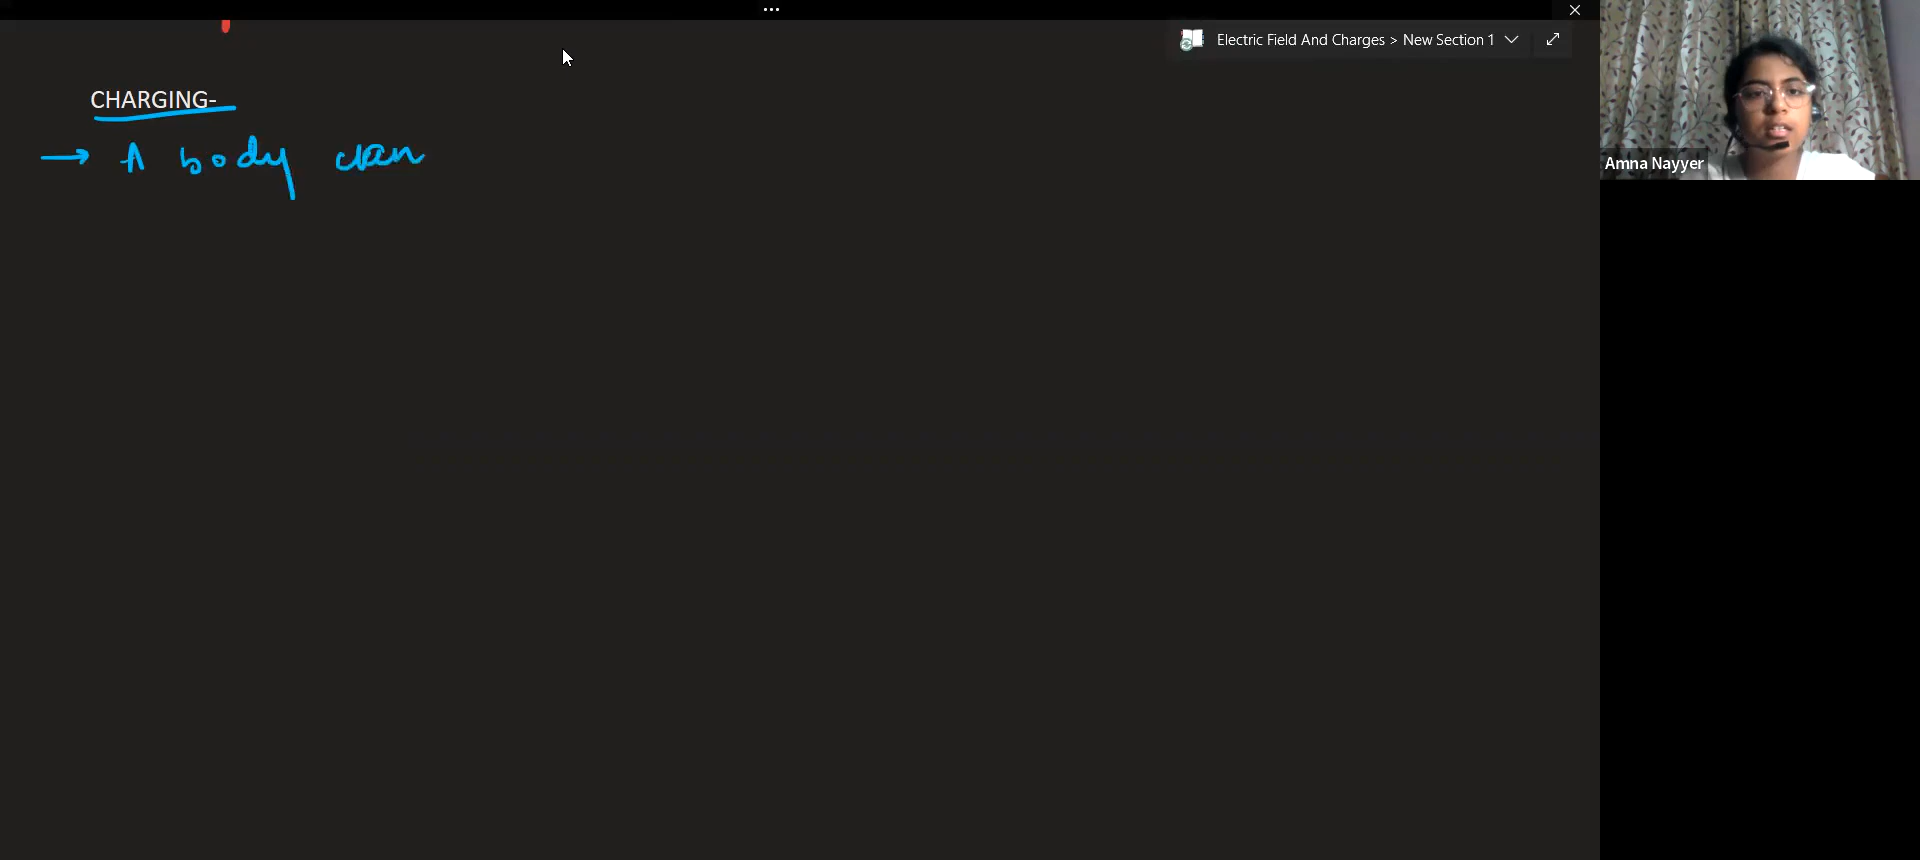 Electric Field And Charges > New Section 1
CHARGING-
→ A body can
Amna Nayyer